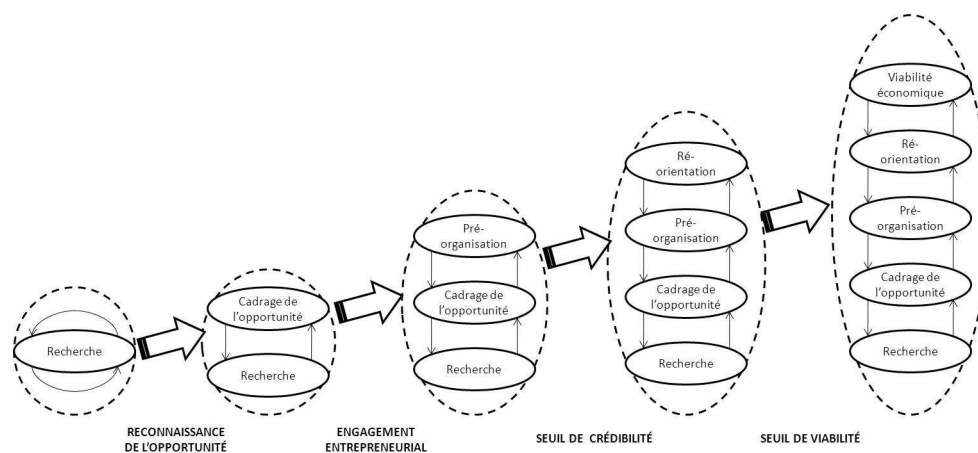 Recherche
Cadrage de
l'opportunité
Recherche
Pré-
organisation
Cadrage de
l'opportunité
Recherche
Ré-
orientation
Pré-
organisation
Cadrage de
l'opportunité
Recherche
Viabilité
économique
Ré-
orientation
Pré-
organisation
Cadrage de
l'opportunité
Recherche
RECONNAISSANCE
DE L'OPPORTUNITÉ
ENGAGEMENT
ENTREPRENEURIAL
SEUIL DE CRÉDIBILITÉ
SEUIL DE VIABILITÉ